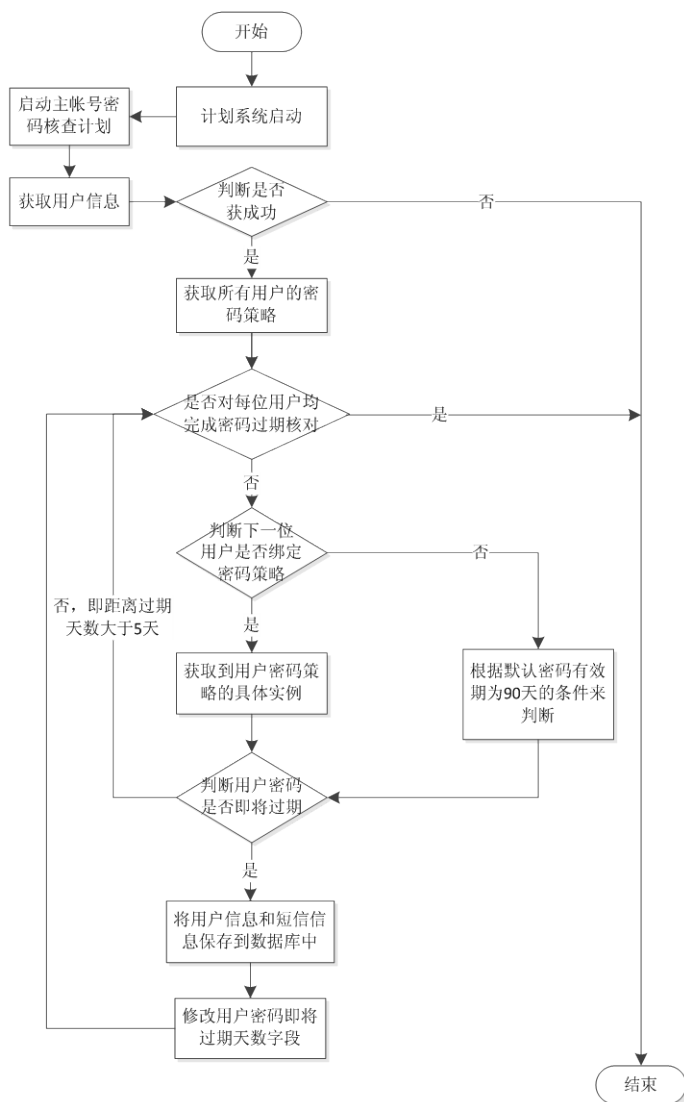 开始
计划系统启动
启动主帐号密
码核查计划
获取用户信息
判断是否
获成功
否
是
获取所有用户的密
码策略
是否对每位用户均
完成密码过期核对
是
否
判断下一位
用户是否绑定
密码策略
否
否，即距离过期
天数大于5天
是
获取到用户密码策
略的具体实例
根据默认密码有效
期为90天的条件来
判断
判断用户密码
是否即将过期
是
将用户信息和短信信
息保存到数据库中
修改用户密码即将
过期天数字段
结束